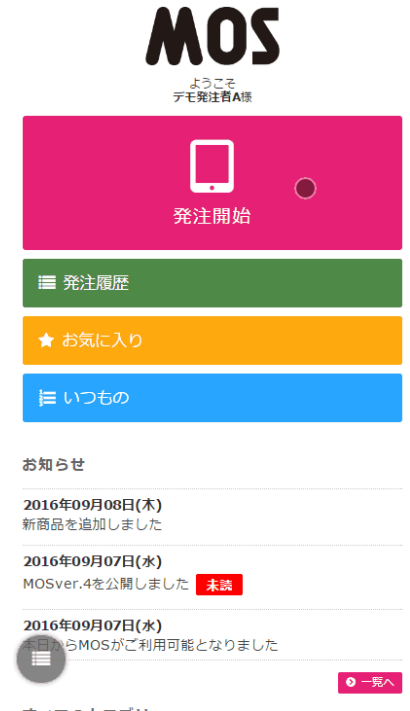 MOS
ようこそ
デモ発注者A様
発注開始
発注履歴
お気に入り
いつもの
お知らせ
2016年09月08日(木)
新商品を追加しました
2016年09月07日(水)
MOSver.4を公開しました 未読
2016年09月07日(水)
本日からMOSがご利用可能となりました
一覧へ